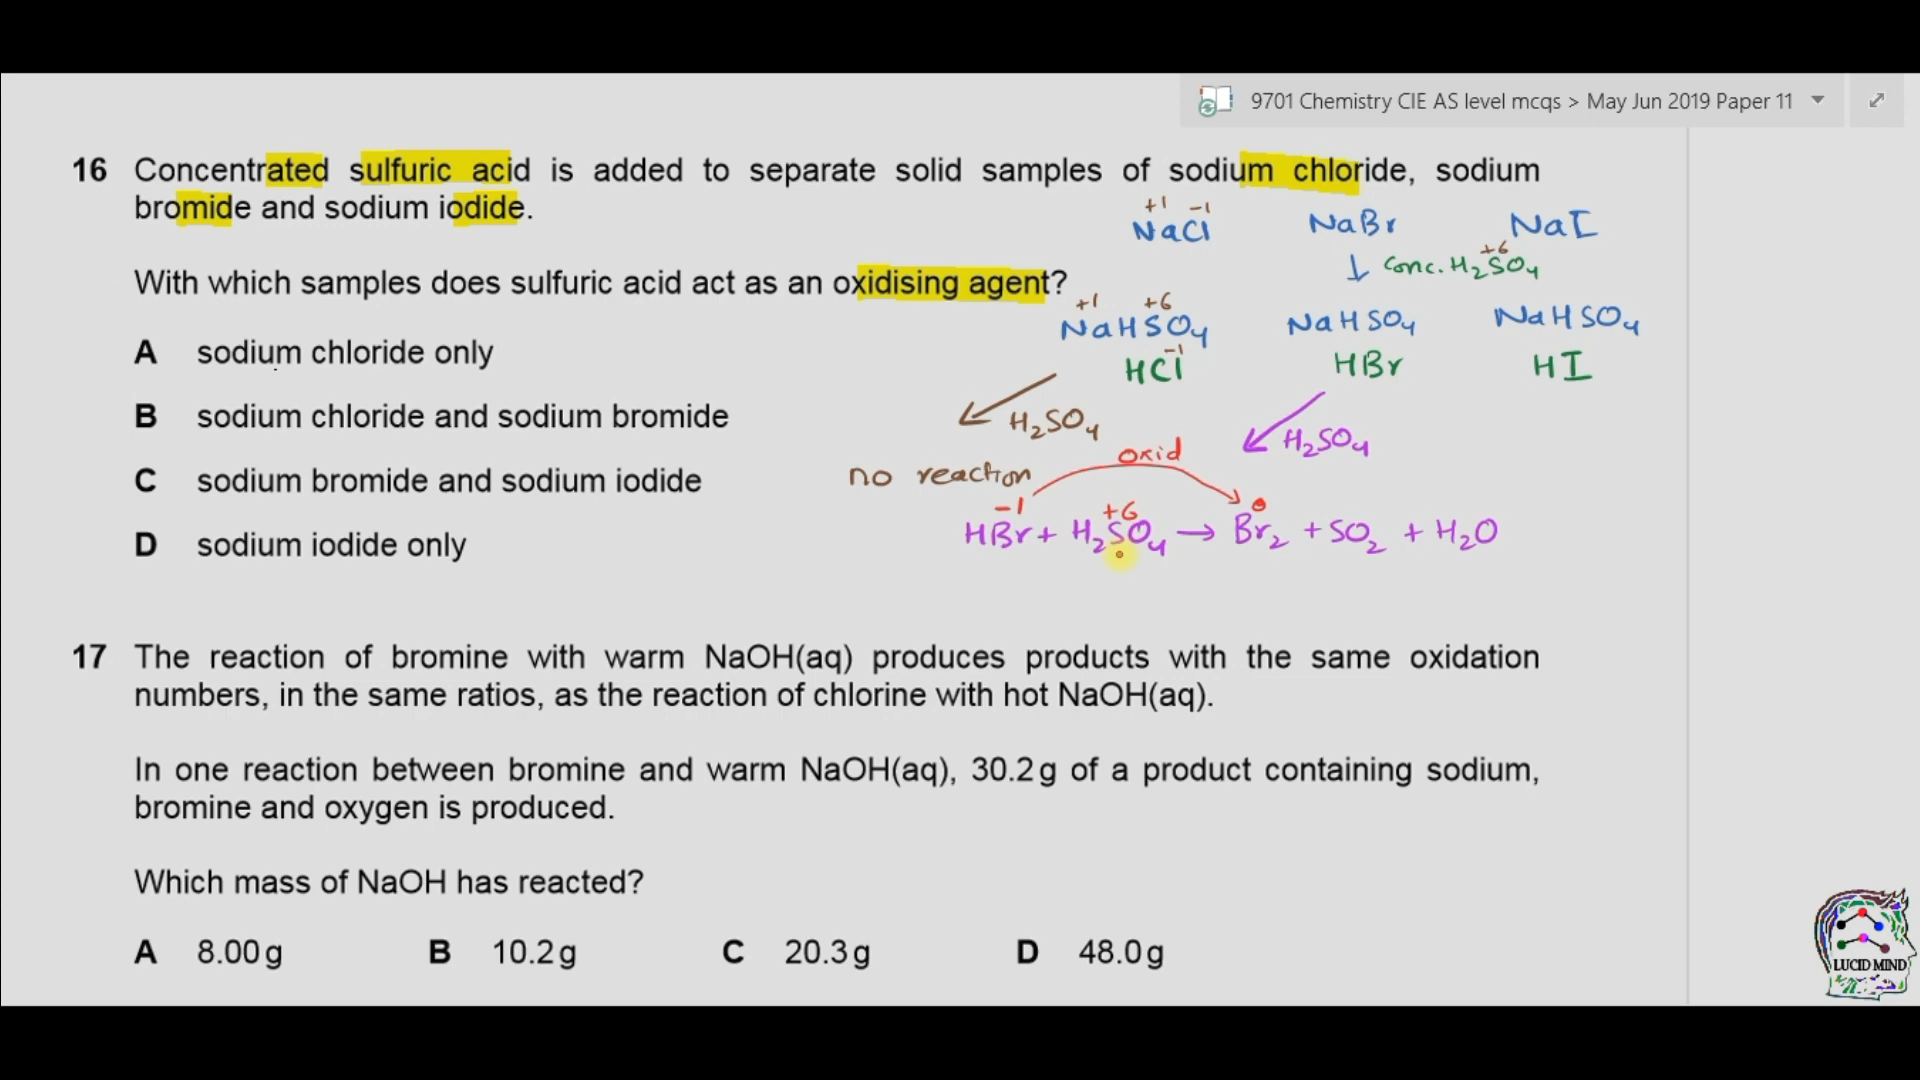 9701 Chemistry CIE AS level mcqs > May Jun 2019 Paper 11
16 Concentrated sulfuric acid is added to separate solid samples of sodium chloride, sodium
bromide and sodium iodide.
+1 -1
NaCl NaBr NaI
+6
↓ Conc. H₂SO₄
With which samples does sulfuric acid act as an oxidising agent?
+1 +6
NaHSO₄ NaHSO₄ NaHSO₄
-1
HCl HBr HI
A sodium chloride only
H₂SO₄ H₂SO₄
B sodium chloride and sodium bromide
oxid
no reaction
C sodium bromide and sodium iodide
-1 +6 0
HBr + H₂SO₄ → Br₂ + SO₂ + H₂O
D sodium iodide only
17 The reaction of bromine with warm NaOH(aq) produces products with the same oxidation
numbers, in the same ratios, as the reaction of chlorine with hot NaOH(aq).
In one reaction between bromine and warm NaOH(aq), 30.2 g of a product containing sodium,
bromine and oxygen is produced.
Which mass of NaOH has reacted?
A 8.00 g B 10.2 g C 20.3 g D 48.0 g
LUCID MIND